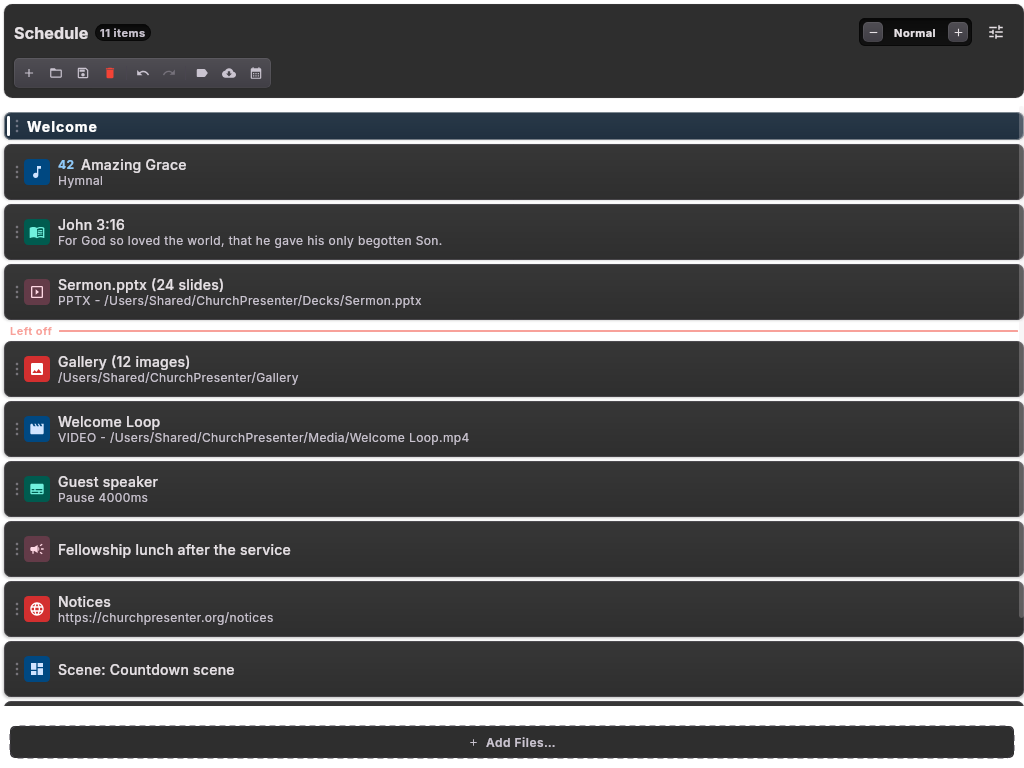 Schedule 11 items
− Normal +
Welcome
42 Amazing Grace
Hymnal
John 3:16
For God so loved the world, that he gave his only begotten Son.
Sermon.pptx (24 slides)
PPTX - /Users/Shared/ChurchPresenter/Decks/Sermon.pptx
Left off
Gallery (12 images)
/Users/Shared/ChurchPresenter/Gallery
Welcome Loop
VIDEO - /Users/Shared/ChurchPresenter/Media/Welcome Loop.mp4
Guest speaker
Pause 4000ms
Fellowship lunch after the service
Notices
https://churchpresenter.org/notices
Scene: Countdown scene
+ Add Files...